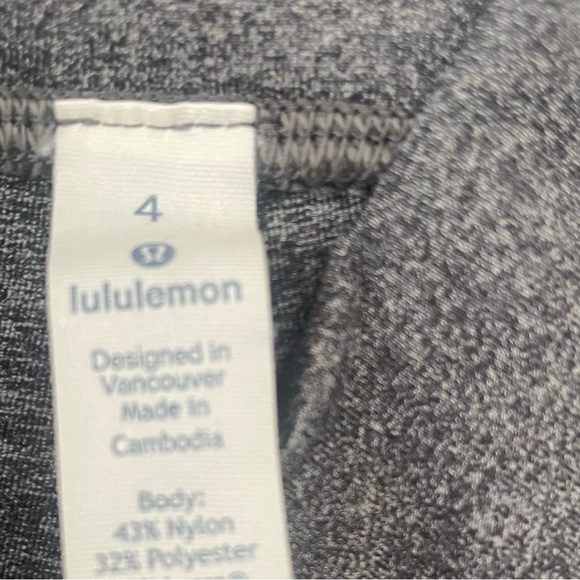 4
lululemon
Designed in
Vancouver
Made in
Cambodia
Body:
43% Nylon
32% Polyester